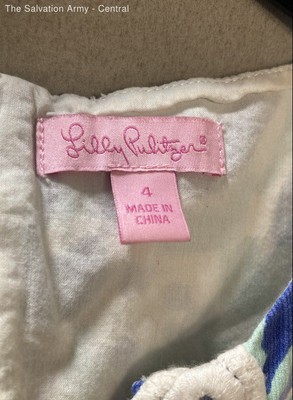 The Salvation Army - Central
Lilly Pulitzer®
4
MADE IN
CHINA